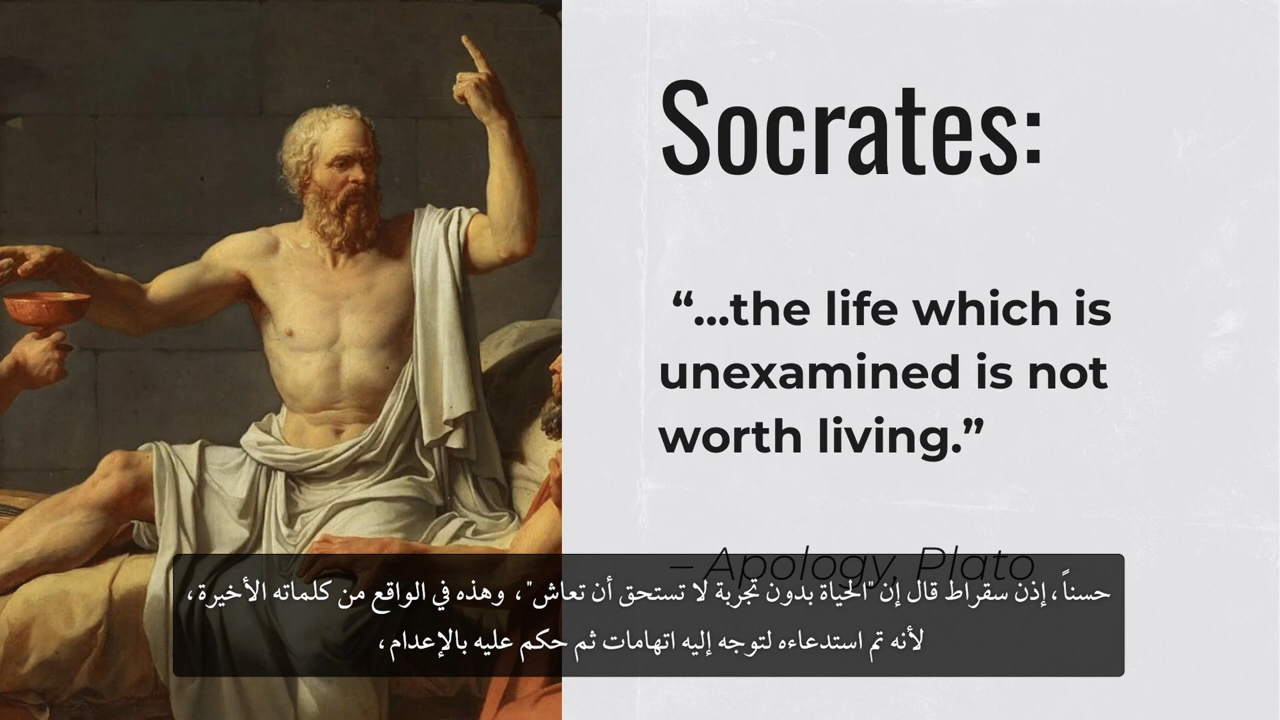 Socrates:
“...the life which is
unexamined is not
worth living.”
– Apology, Plato
حسناً، إذن سقراط قال إن "الحياة بدون تجربة لا تستحق أن تعاش"، وهذه في الواقع من كلماته الأخيرة،
لأنه تم استدعاءه لتوجه إليه اتهامات ثم حكم عليه بالإعدام،